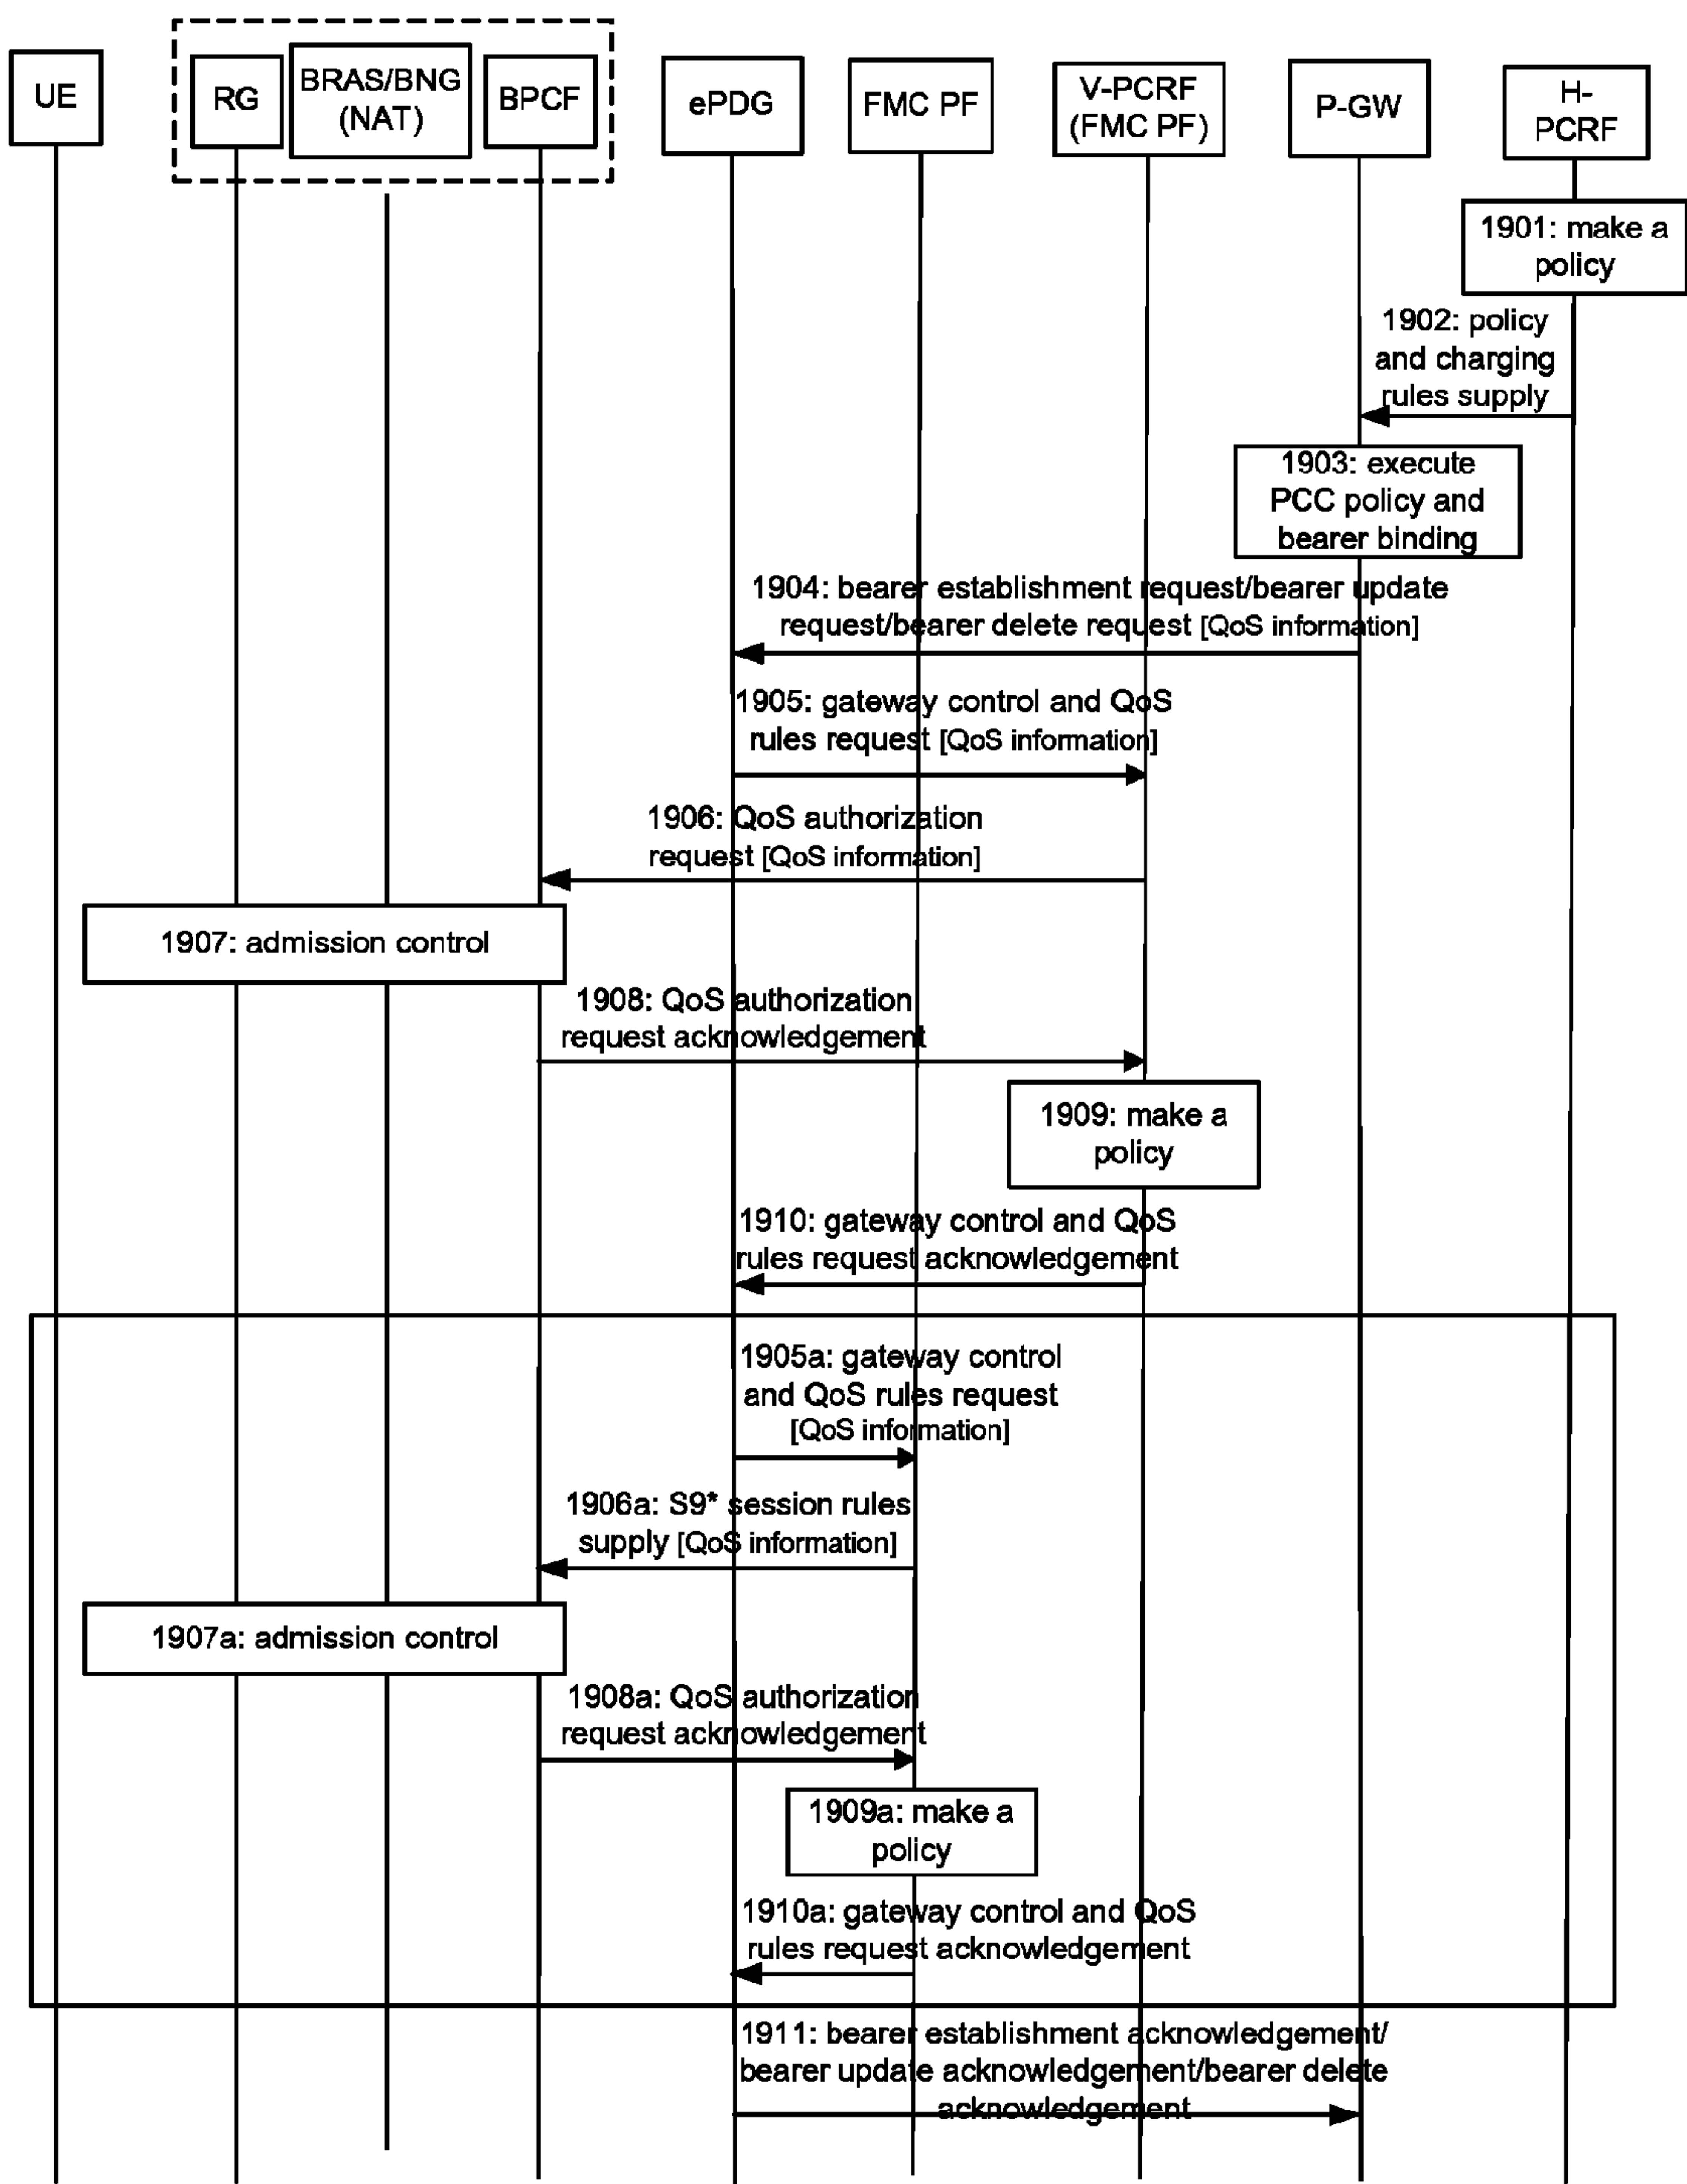 UE
RG
BRAS/BNG
(NAT)
BPCF
ePDG
FMC PF
V-PCRF
(FMC PF)
P-GW
H-
PCRF
1901: make a
policy
1902: policy
and charging
rules supply
1903: execute
PCC policy and
bearer binding
1904: bearer establishment request/bearer update
request/bearer delete request [QoS information]
1905: gateway control and QoS
rules request [QoS information]
1906: QoS authorization
request [QoS information]
1907: admission control
1908: QoS authorization
request acknowledgement
1909: make a
policy
1910: gateway control and QoS
rules request acknowledgement
1905a: gateway control
and QoS rules request
[QoS information]
1906a: S9* session rules
supply [QoS information]
1907a: admission control
1908a: QoS authorization
request acknowledgement
1909a: make a
policy
1910a: gateway control and QoS
rules request acknowledgement
1911: bearer establishment acknowledgement/
bearer update acknowledgement/bearer delete
acknowledgement